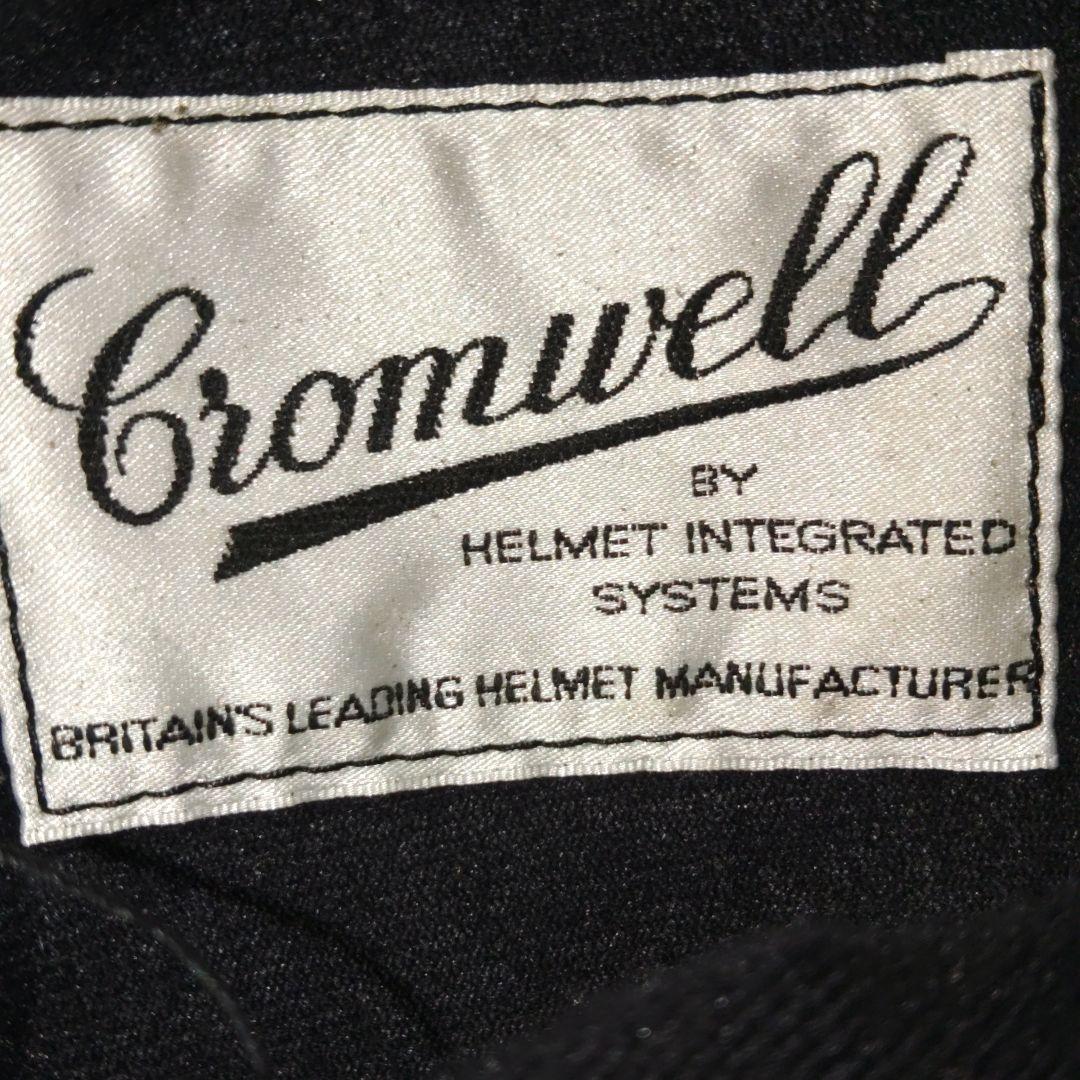 Cromwell
BY
HELMET INTEGRATED
SYSTEMS
BRITAIN'S LEADING HELMET MANUFACTURER